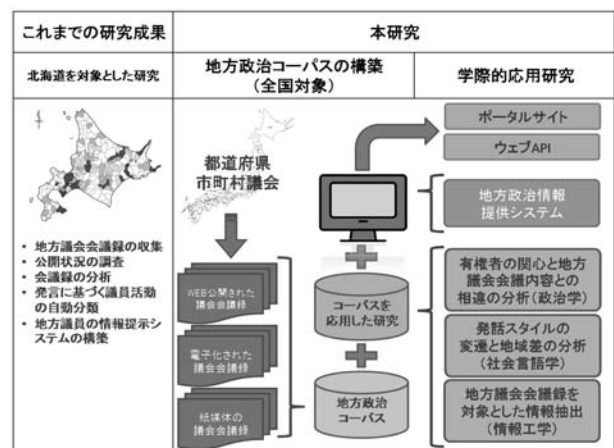 これまでの研究成果
本研究
北海道を対象とした研究
地方政治コーパスの構築
（全国対象）
学際的応用研究
• 地方議会会議録の収集
• 公開状況の調査
• 会議録の分析
• 発言に基づく議員活動
の自動分類
• 地方議員の情報提示シ
ステムの構築
都道府県
市町村議会
WEB公開された
議会会議録
電子化された
議会会議録
紙媒体の
議会会議録
コーパスを
応用した研究
地方政治
コーパス
ポータルサイト
ウェブAPI
地方政治情報
提供システム
有権者の関心と地方
議会会議内容との
相違の分析(政治学)
発話スタイルの
変遷と地域差の分析
(社会言語学)
地方議会会議録を
対象とした情報抽出
(情報工学)